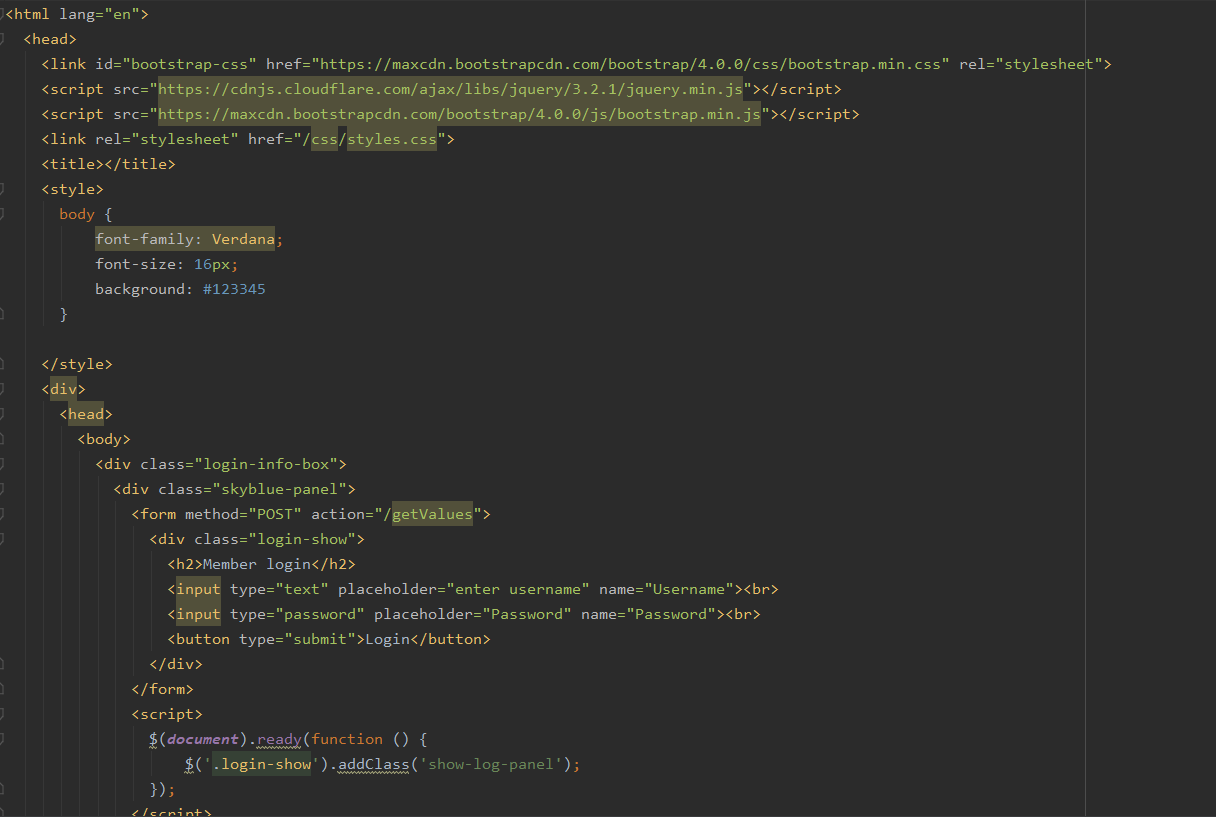 <html lang="en">
<head>
<link id="bootstrap-css" href="https://maxcdn.bootstrapcdn.com/bootstrap/4.0.0/css/bootstrap.min.css" rel="stylesheet">
<script src="https://cdnjs.cloudflare.com/ajax/libs/jquery/3.2.1/jquery.min.js"></script>
<script src="https://maxcdn.bootstrapcdn.com/bootstrap/4.0.0/js/bootstrap.min.js"></script>
<link rel="stylesheet" href="/css/styles.css">
<title></title>
<style>
body {
font-family: Verdana;
font-size: 16px;
background: #123345
}
</style>
<div>
<head>
<body>
<div class="login-info-box">
<div class="skyblue-panel">
<form method="POST" action="/getValues">
<div class="login-show">
<h2>Member login</h2>
<input type="text" placeholder="enter username" name="Username"><br>
<input type="password" placeholder="Password" name="Password"><br>
<button type="submit">Login</button>
</div>
</form>
<script>
$(document).ready(function () {
$('.login-show').addClass('show-log-panel');
});
</script>